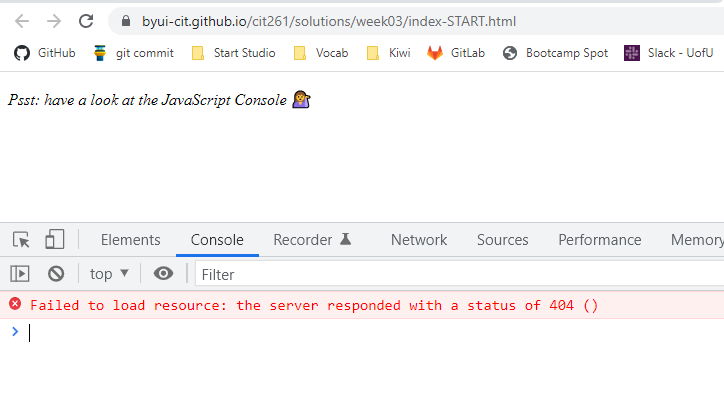 byui-cit.github.io/cit261/solutions/week03/index-START.html
GitHub git commit Start Studio Vocab Kiwi GitLab Bootcamp Spot Slack - UofU
Psst: have a look at the JavaScript Console 💁
Elements Console Recorder Network Sources Performance Memory
top ▼ Filter
Failed to load resource: the server responded with a status of 404 ()
>